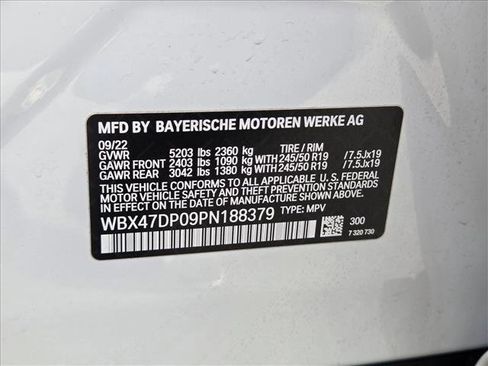 MFD BY BAYERISCHE MOTOREN WERKE AG
09/22
GVWR 5203 lbs 2360 kg TIRE / RIM
GAWR FRONT 2403 lbs 1090 kg WITH 245/50 R19 / 7.5Jx19
GAWR REAR 3042 lbs 1380 kg WITH 245/50 R19 / 7.5Jx19
THIS VEHICLE CONFORMS TO ALL APPLICABLE U.S. FEDERAL
MOTOR VEHICLE SAFETY AND THEFT PREVENTION STANDARDS IN
EFFECT ON THE DATE OF MANUFACTURE SHOWN ABOVE.
WBX47DP09PN188379 TYPE: MPV
300
7 320 730